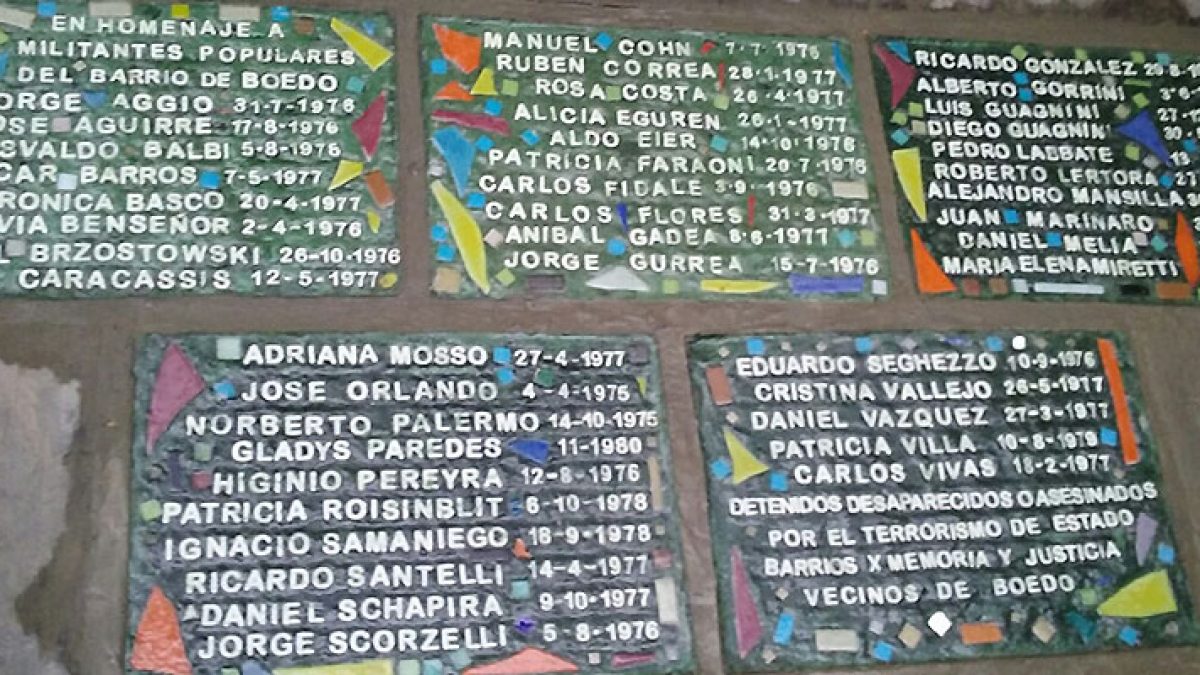 EN HOMENAJE A
MILITANTES POPULARES
DEL BARRIO DE BOEDO
ORGE AGGIO 31-7-1976
OSE AGUIRRE 17-8-1976
SVALDO BALBI 5-8-1976
CAR BARROS 7-5-1977
RONICA BASCO 20-4-1977
VIA BENSEÑOR 2-4-1976
L BRZOSTOWSKI 26-10-1976
CARACASSIS 12-5-1977
MANUEL COHN 7-7-1976
RUBEN CORREA 28-1-1977
ROSA COSTA 26-4-1977
ALICIA EGUREN 26-1-1977
ALDO EIER 14-10-1976
PATRICIA FARAONI 20-7-1976
CARLOS FIDALE 3-9-1976
CARLOS FLORES 31-3-1977
ANIBAL GADEA 8-6-1977
JORGE GURREA 15-7-1976
RICARDO GONZALEZ
ALBERTO GORRINI
LUIS GUAGNINI
DIEGO GUAGNINI
PEDRO LABBATE
ROBERTO LERTORA
ALEJANDRO MANSILLA
JUAN MARINARO
DANIEL MELIA
MARIA ELENA MIRETTI
ADRIANA MOSSO 27-4-1977
JOSE ORLANDO 4-4-1975
NORBERTO PALERMO 14-10-1975
GLADYS PAREDES 11-1980
HIGINIO PEREYRA 12-8-1976
PATRICIA ROISINBLIT 6-10-1978
IGNACIO SAMANIEGO 18-9-1978
RICARDO SANTELLI 14-4-1977
DANIEL SCHAPIRA 9-10-1977
JORGE SCORZELLI 5-8-1976
EDUARDO SEGHEZZO 10-9-1976
CRISTINA VALLEJO 26-5-1977
DANIEL VAZQUEZ 27-3-1977
PATRICIA VILLA 10-8-1978
CARLOS VIVAS 18-2-1977
DETENIDOS DESAPARECIDOS O ASESINADOS
POR EL TERRORISMO DE ESTADO
BARRIOS X MEMORIA Y JUSTICIA
VECINOS DE BOEDO